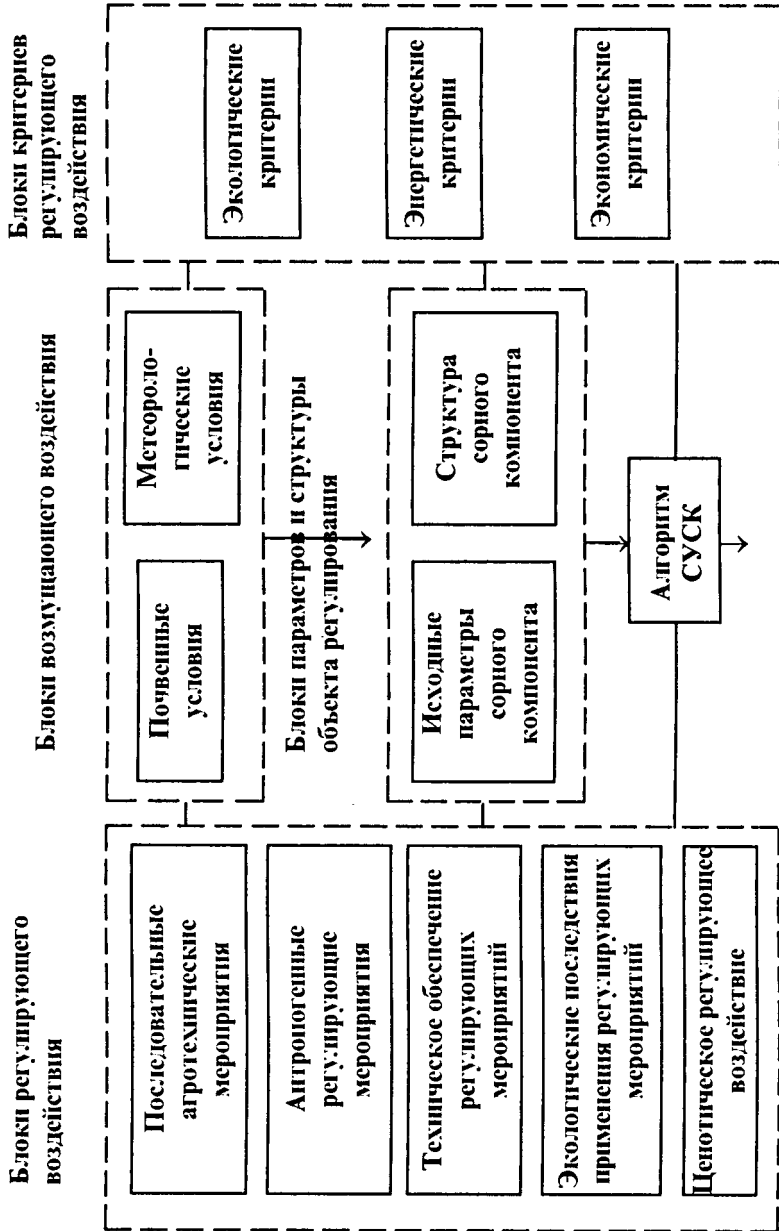 Блоки регулирующего
воздействия
Последовательные
агротехнические
мероприятия
Антропогенные
регулирующие
мероприятия
Техническое обеспечение
регулирующих
мероприятий
Экологические последствия
применения регулирующих
мероприятий
Ценотическое регулирующее
воздействие
Блоки возмущающего воздействия
Почвенные
условия
Метеороло-
гические
условия
Блоки параметров и структуры
объекта регулирования
Исходные
параметры
сорного
компонента
Структура
сорного
компонента
Алгоритм
СУСК
Блоки критериев
регулирующего
воздействия
Экологические
критерии
Энергетические
критерии
Экономические
критерии